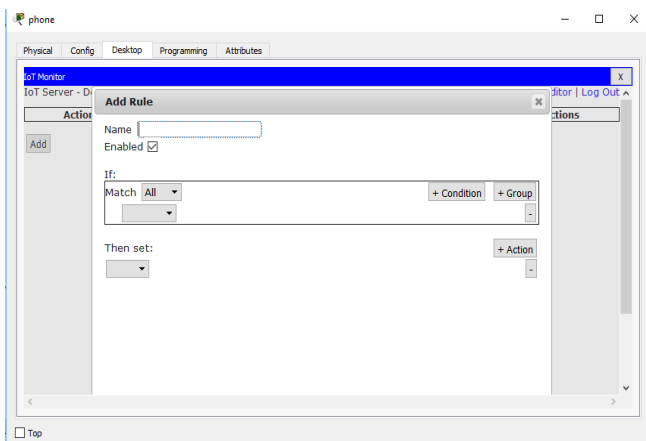 phone
Physical Config Desktop Programming Attributes
IoT Monitor X
IoT Server - D ditor | Log Out
Add Rule
Action ctions
Name
Add
Enabled
If:
Match All + Condition + Group
-
Then set: + Action
-
Top